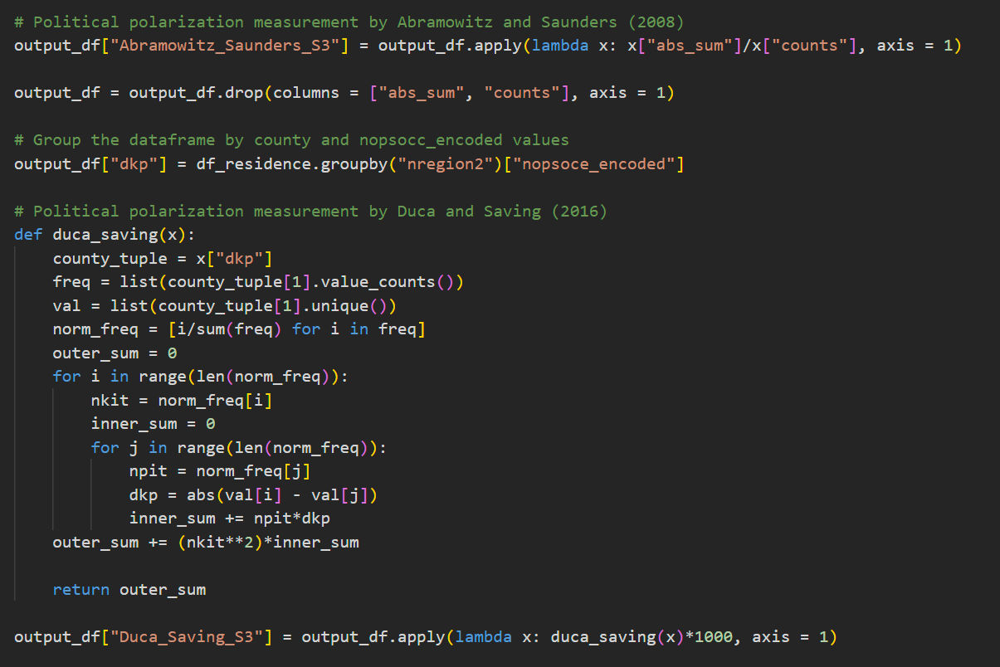 # Political polarization measurement by Abramowitz and Saunders (2008)
output_df["Abramowitz_Saunders_S3"] = output_df.apply(lambda x: x["abs_sum"]/x["counts"], axis = 1)
output_df = output_df.drop(columns = ["abs_sum", "counts"], axis = 1)
# Group the dataframe by county and nopsocc_encoded values
output_df["dkp"] = df_residence.groupby("nregion2")["nopsoce_encoded"]
# Political polarization measurement by Duca and Saving (2016)
def duca_saving(x):
    county_tuple = x["dkp"]
    freq = list(county_tuple[1].value_counts())
    val = list(county_tuple[1].unique())
    norm_freq = [i/sum(freq) for i in freq]
    outer_sum = 0
    for i in range(len(norm_freq)):
        nkit = norm_freq[i]
        inner_sum = 0
        for j in range(len(norm_freq)):
            npit = norm_freq[j]
            dkp = abs(val[i] - val[j])
            inner_sum += npit*dkp
    outer_sum += (nkit**2)*inner_sum
    return outer_sum
output_df["Duca_Saving_S3"] = output_df.apply(lambda x: duca_saving(x)*1000, axis = 1)